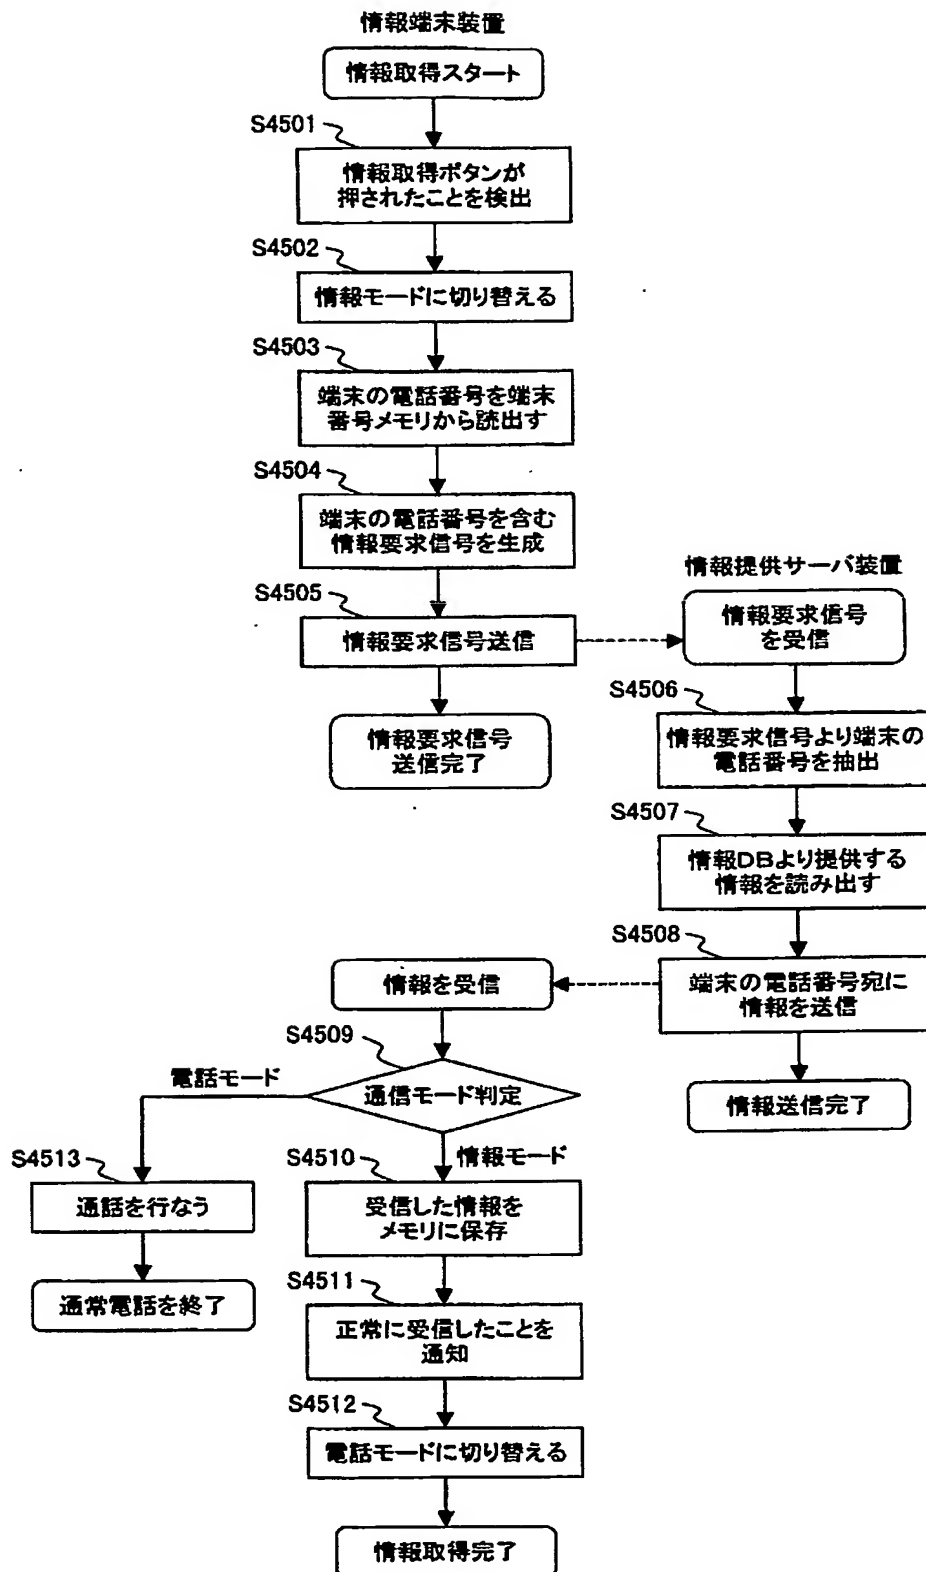 情報端末装置
情報取得スタート
S4501
情報取得ボタンが
押されたことを検出
S4502
情報モードに切り替える
S4503
端末の電話番号を端末
番号メモリから読出す
S4504
端末の電話番号を含む
情報要求信号を生成
S4505
情報要求信号送信
情報要求信号
送信完了
情報提供サーバ装置
情報要求信号
を受信
S4506
情報要求信号より端末の
電話番号を抽出
S4507
情報DBより提供する
情報を読み出す
S4508
端末の電話番号宛に
情報を送信
情報送信完了
情報を受信
S4509
通信モード判定
電話モード
S4513
通話を行なう
通常電話を終了
情報モード
S4510
受信した情報を
メモリに保存
S4511
正常に受信したことを
通知
S4512
電話モードに切り替える
情報取得完了